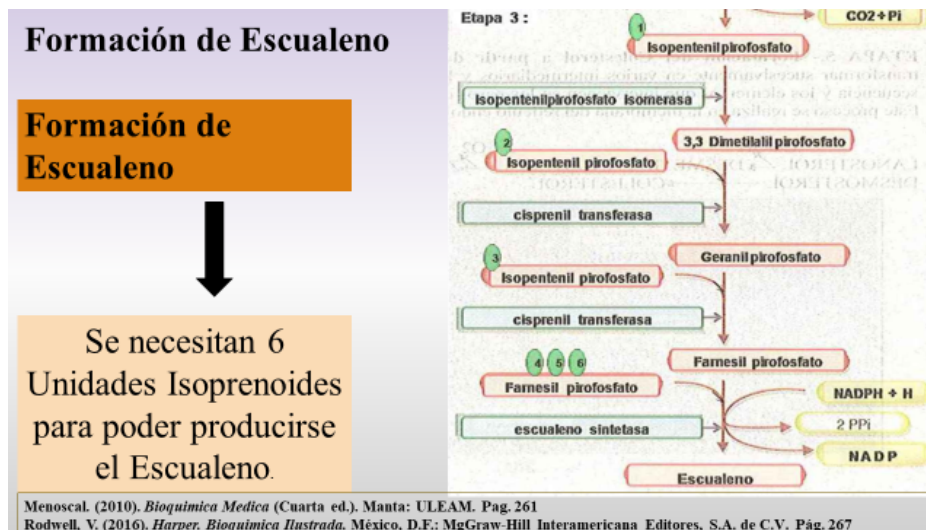 Formación de Escualeno
Formación de
Escualeno
Se necesitan 6
Unidades Isoprenoides
para poder producirse
el Escualeno.
Etapa 3 :
CO2+Pi
1
Isopentenil pirofosfato
Isopentenilpirofosfato isomerasa
3,3 Dimetilalil pirofosfato
2
Isopentenil pirofosfato
cisprenil transferasa
Geranil pirofosfato
3
Isopentenil pirofosfato
cisprenil transferasa
Farnesil pirofosfato
4 5 6
Farnesil pirofosfato
NADPH + H
2 PPi
escualeno sintetasa
NADP
Escualeno
Menoscal. (2010). Bioquimica Medica (Cuarta ed.). Manta: ULEAM. Pag. 261
Rodwell, V. (2016). Harper. Bioquimica Ilustrada. México, D.F.: MgGraw-Hill Interamericana Editores, S.A. de C.V. Pág. 267